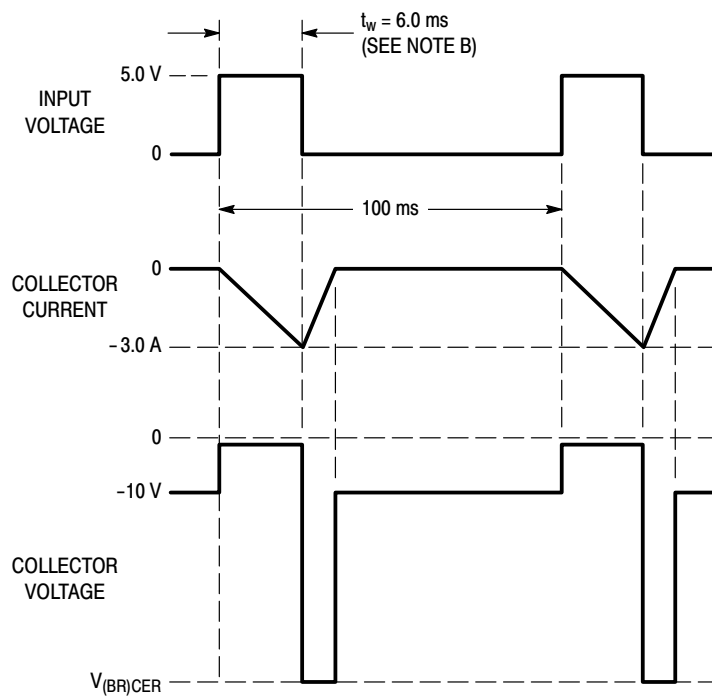 t_w = 6.0 ms
(SEE NOTE B)
5.0 V
INPUT
VOLTAGE
0
100 ms
0
COLLECTOR
CURRENT
−3.0 A
0
−10 V
COLLECTOR
VOLTAGE
V(BR)CER